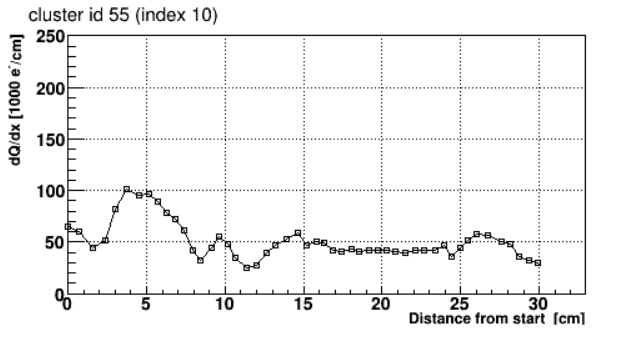 cluster id 55 (index 10)
dQ/dx [1000 e⁻/cm]
250
200
150
100
50
0
0 5 10 15 20 25 30
Distance from start [cm]